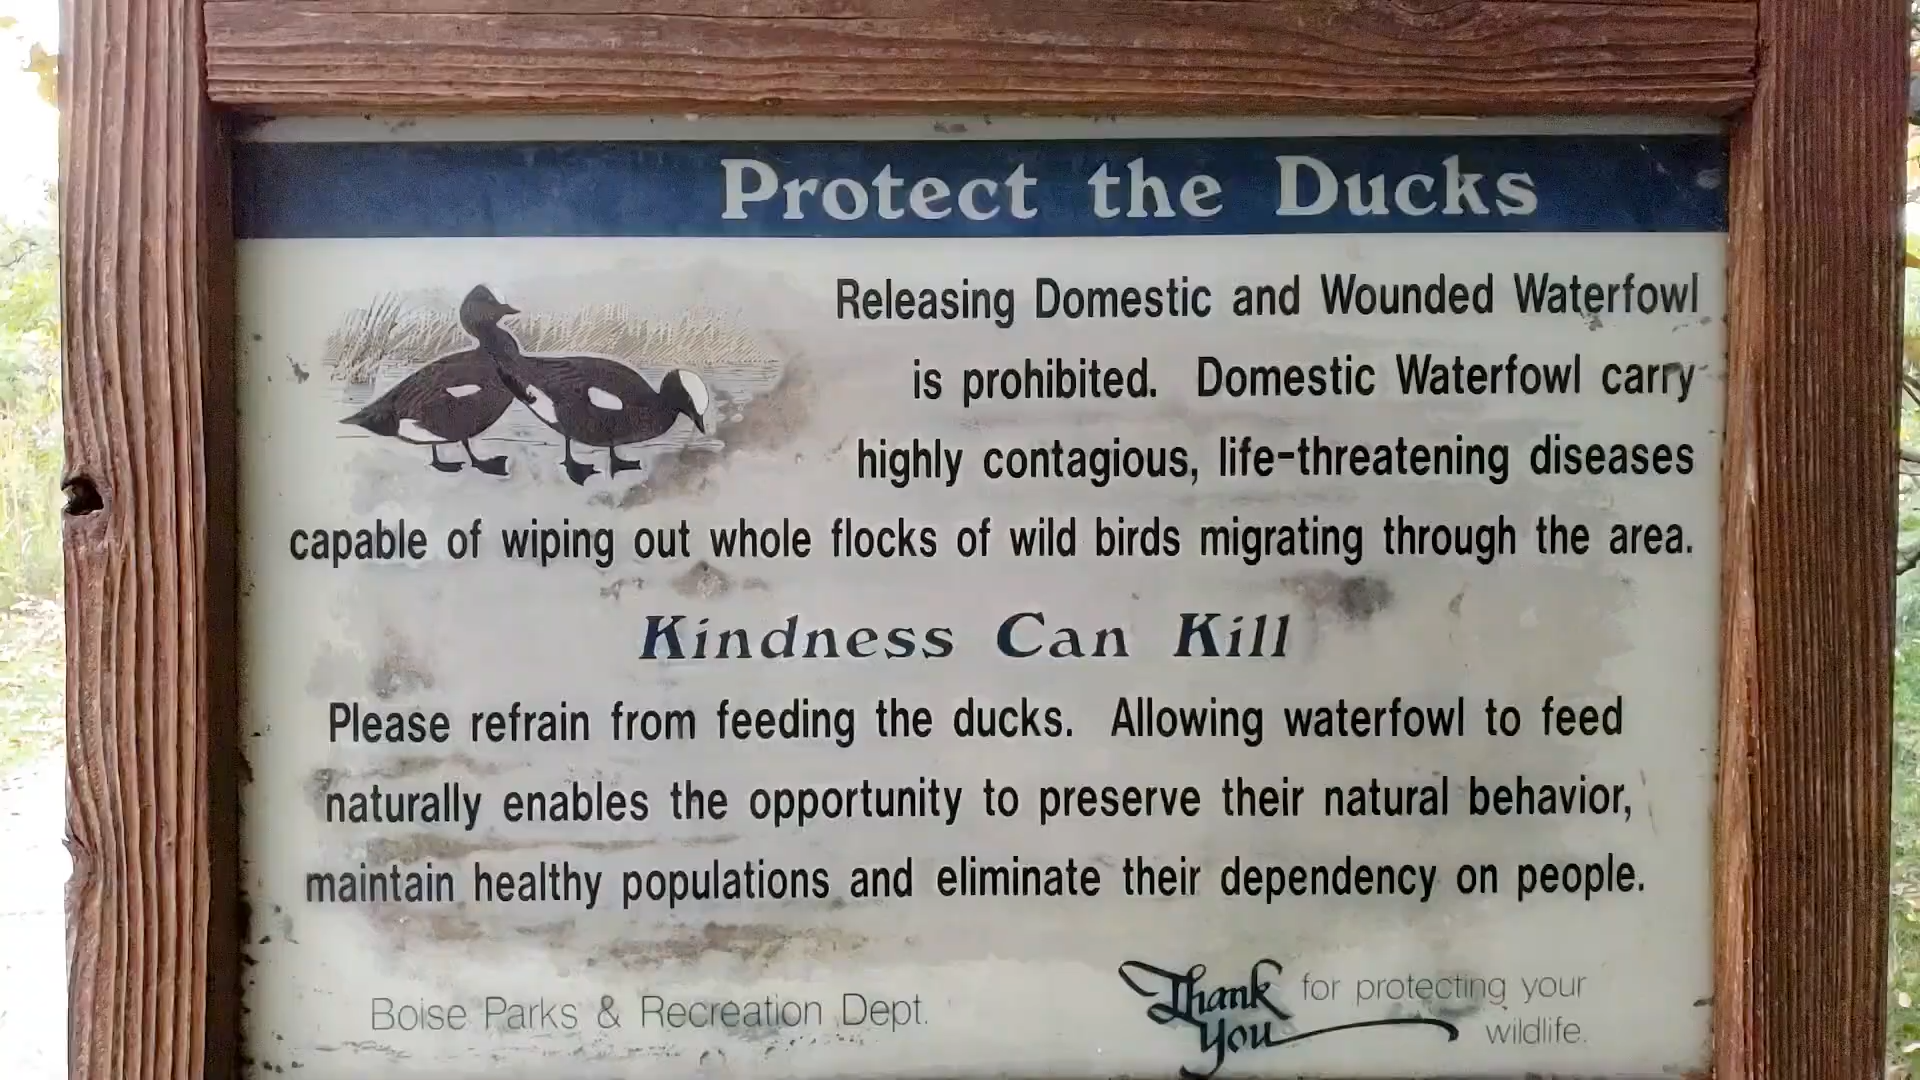 Protect the Ducks
Releasing Domestic and Wounded Waterfowl
is prohibited. Domestic Waterfowl carry
highly contagious, life-threatening diseases
capable of wiping out whole flocks of wild birds migrating through the area.
Kindness Can Kill
Please refrain from feeding the ducks. Allowing waterfowl to feed
naturally enables the opportunity to preserve their natural behavior,
maintain healthy populations and eliminate their dependency on people.
Boise Parks & Recreation Dept.
Thank You for protecting your
wildlife.